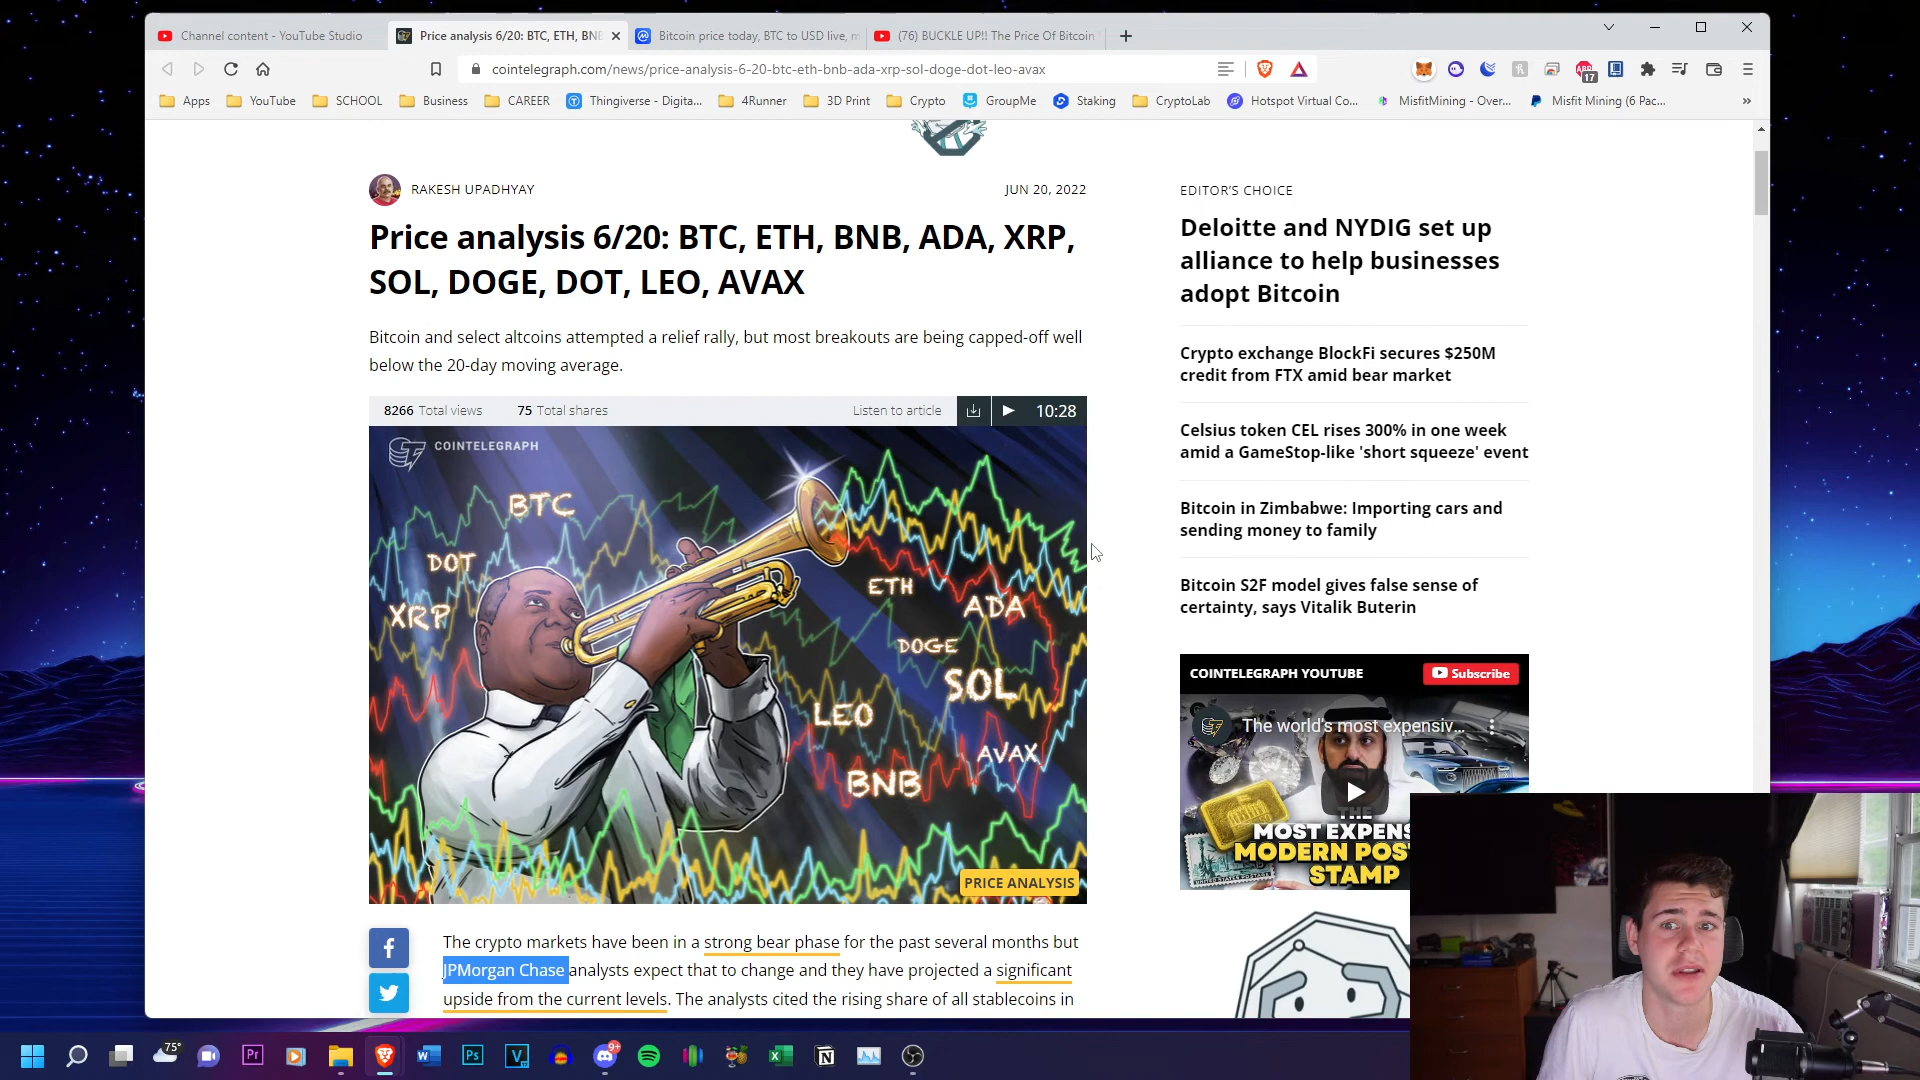 Channel content - YouTube Studio
Price analysis 6/20: BTC, ETH, BNB
Bitcoin price today, BTC to USD live, m
(76) BUCKLE UP!! The Price Of Bitcoin
cointelegraph.com/news/price-analysis-6-20-btc-eth-bnb-ada-xrp-sol-doge-dot-leo-avax
17
Apps
YouTube
SCHOOL
Business
CAREER
Thingiverse - Digita...
4Runner
3D Print
Crypto
GroupMe
Staking
CryptoLab
Hotspot Virtual Co...
MisfitMining - Over...
Misfit Mining (6 Pac...
RAKESH UPADHYAY
JUN 20, 2022
Price analysis 6/20: BTC, ETH, BNB, ADA, XRP,
SOL, DOGE, DOT, LEO, AVAX
Bitcoin and select altcoins attempted a relief rally, but most breakouts are being capped-off well
below the 20-day moving average.
8266 Total views
75 Total shares
Listen to article
10:28
COINTELEGRAPH
BTC
DOT
XRP
ETH
ADA
DOGE
SOL
LEO
AVAX
BNB
PRICE ANALYSIS
The crypto markets have been in a strong bear phase for the past several months but
JPMorgan Chase analysts expect that to change and they have projected a significant
upside from the current levels. The analysts cited the rising share of all stablecoins in
EDITOR'S CHOICE
Deloitte and NYDIG set up
alliance to help businesses
adopt Bitcoin
Crypto exchange BlockFi secures $250M
credit from FTX amid bear market
Celsius token CEL rises 300% in one week
amid a GameStop-like 'short squeeze' event
Bitcoin in Zimbabwe: Importing cars and
sending money to family
Bitcoin S2F model gives false sense of
certainty, says Vitalik Buterin
COINTELEGRAPH YOUTUBE
Subscribe
The world's most expensiv...
THE
MOST EXPENS
MODERN POS
STAMP
75°
Pr
9+